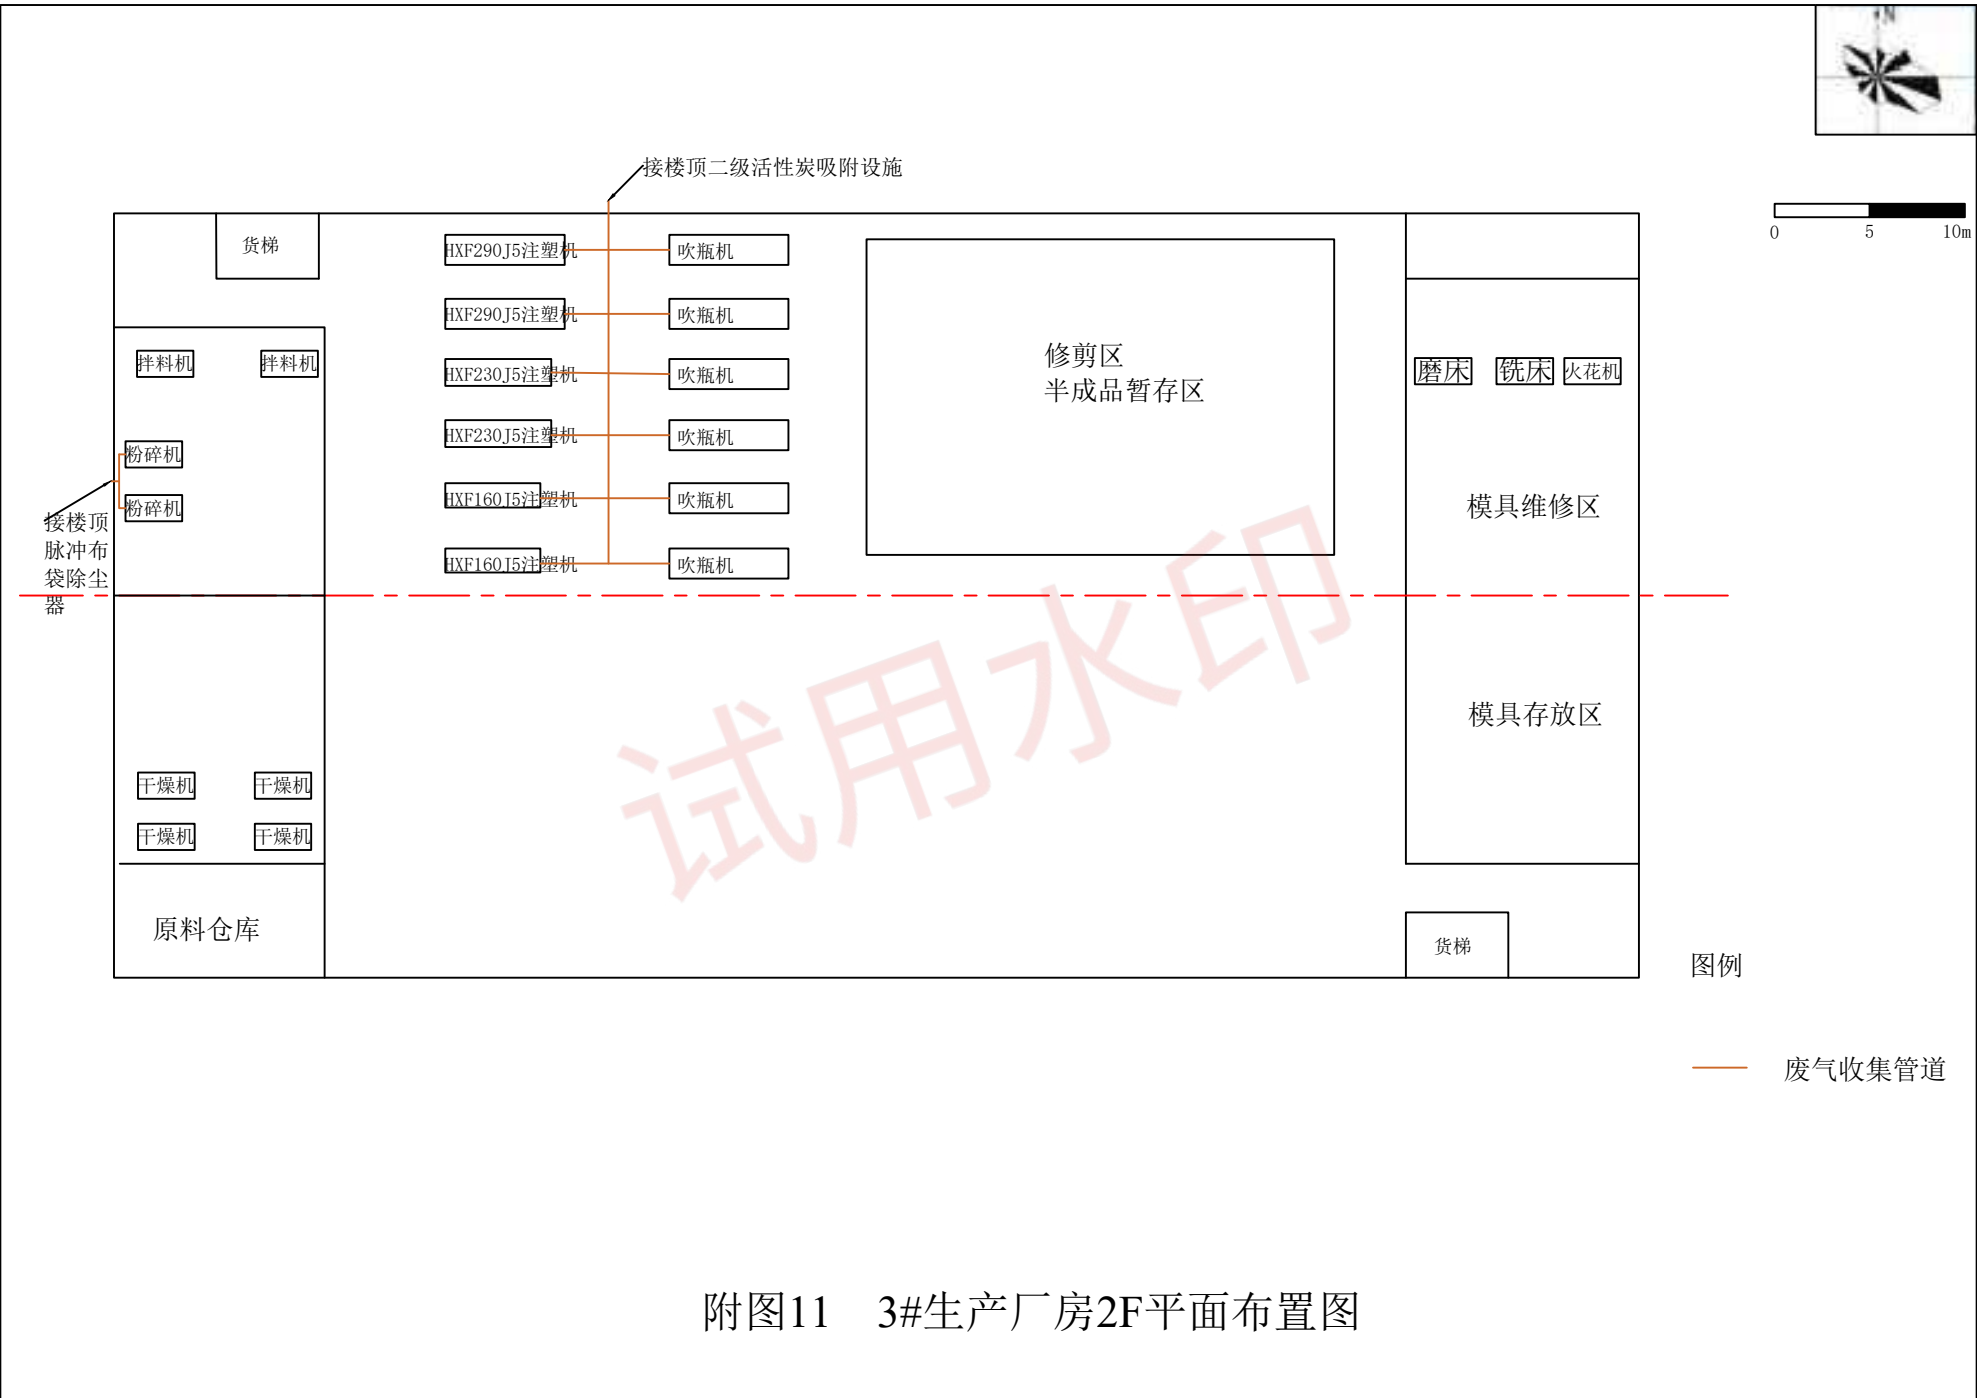 N
接楼顶二级活性炭吸附设施
0 5 10m
货梯
HXF290J5注塑机 吹瓶机
HXF290J5注塑机 吹瓶机
HXF230J5注塑机 吹瓶机
HXF230J5注塑机 吹瓶机
HXF160J5注塑机 吹瓶机
HXF160J5注塑机 吹瓶机
拌料机 拌料机
粉碎机
粉碎机
接楼顶
脉冲布
袋除尘
器
修剪区
半成品暂存区
磨床 铣床 火花机
模具维修区
模具存放区
干燥机 干燥机
干燥机 干燥机
原料仓库
货梯
试用水印
图例
废气收集管道
附图11 3#生产厂房2F平面布置图